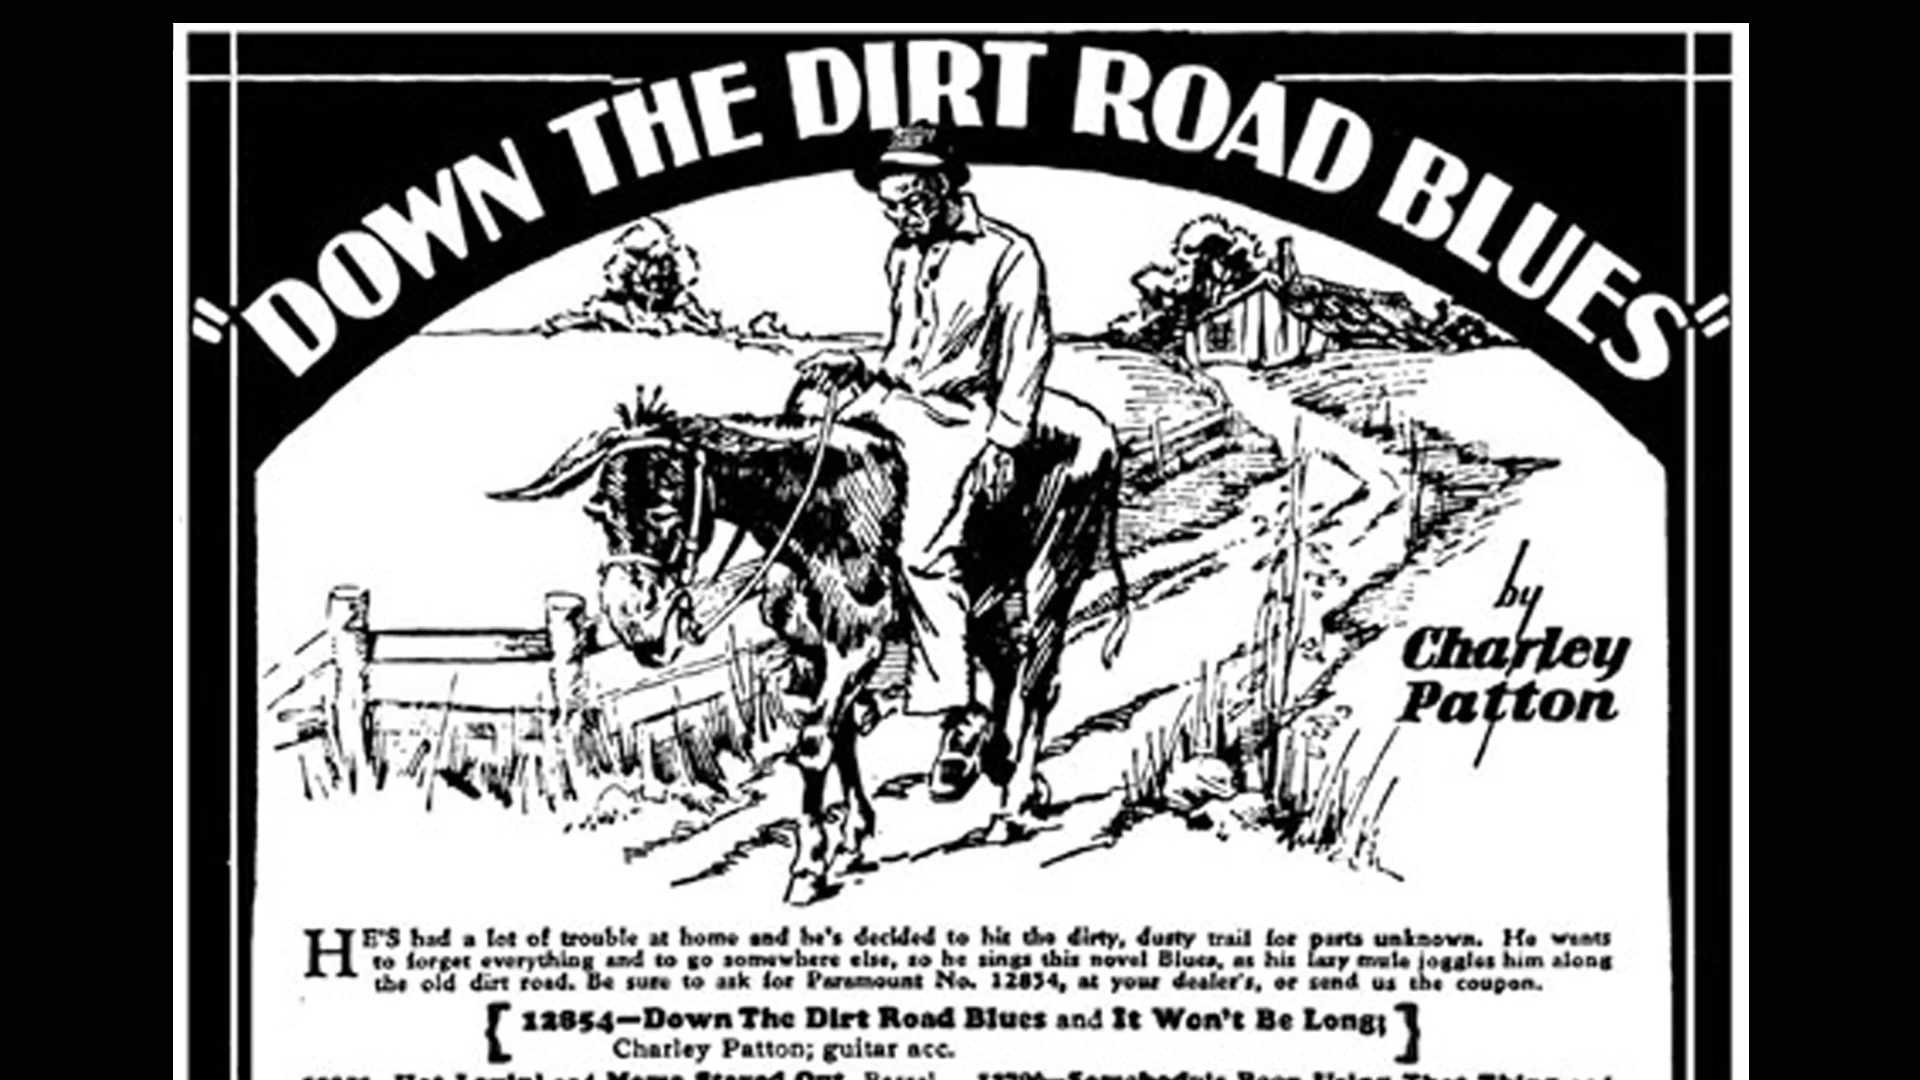 "DOWN THE DIRT ROAD BLUES"
by
Charley
Patton
HE'S had a lot of trouble at home and he's decided to hit the dirty, dusty trail for parts unknown. He wants
to forget everything and to go somewhere else, so he sings this novel Blues, as his lazy mule joggles him along
the old dirt road. Be sure to ask for Paramount No. 12854, at your dealer's, or send us the coupon.
[12854—Down The Dirt Road Blues and It Won't Be Long;]
Charley Patton; guitar acc.